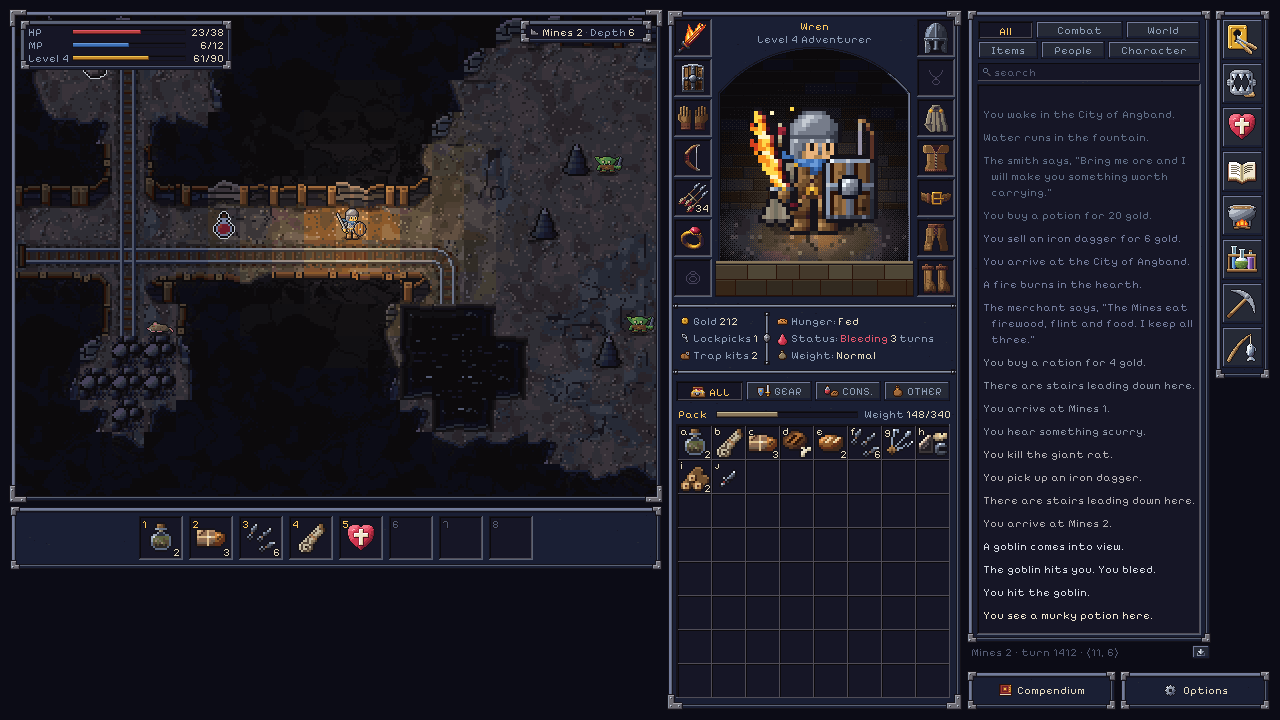 HP 23/38
MP 6/12
Level 4 61/90
Mines 2 · Depth 6
1 2
2 3
3 6
4
5
6
7
8
Wren
Level 4 Adventurer
34
Gold 212
Lockpicks 1
Trap kits 2
Hunger: Fed
Status: Bleeding 3 turns
Weight: Normal
ALL GEAR CONS. OTHER
Pack Weight 148/340
a 2 b c 3 d e 2 f 6 g h
i 2 j
All Combat World
Items People Character
search
You wake in the City of Angband.
Water runs in the fountain.
The smith says, "Bring me ore and I
will make you something worth
carrying."
You buy a ration for 20 gold.
You sell an iron dagger for 6 gold.
You arrive at the City of Angband.
A fire burns in the hearth.
The merchant says, "The Mines eat
firewood, flint and food. I keep all
three."
You buy a ration for 4 gold.
There are stairs leading down here.
You arrive at Mines 1.
You hear something scurry.
You kill the giant rat.
You pick up an iron dagger.
There are stairs leading down here.
You arrive at Mines 2.
A goblin comes into view.
The goblin hits you. You bleed.
You hit the goblin.
You see a murky potion here.
Mines 2 · turn 1412 · (11, 6)
Compendium Options